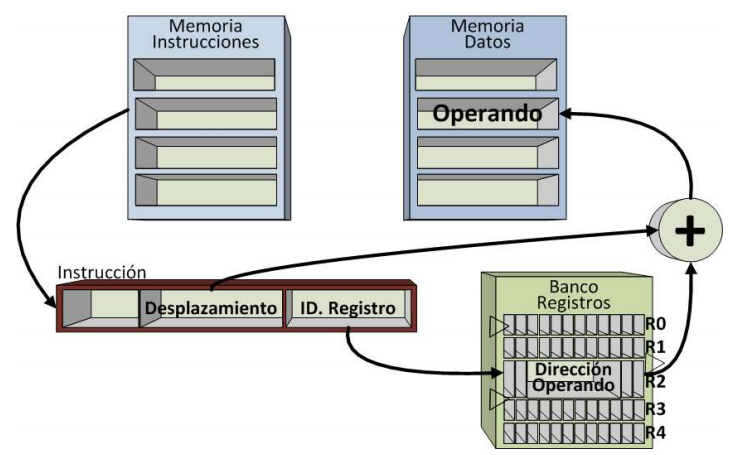 Memoria
Instrucciones
Memoria
Datos
Operando
+
Instrucción
Desplazamiento
ID. Registro
Banco
Registros
R0
R1
Dirección
Operando
R2
R3
R4